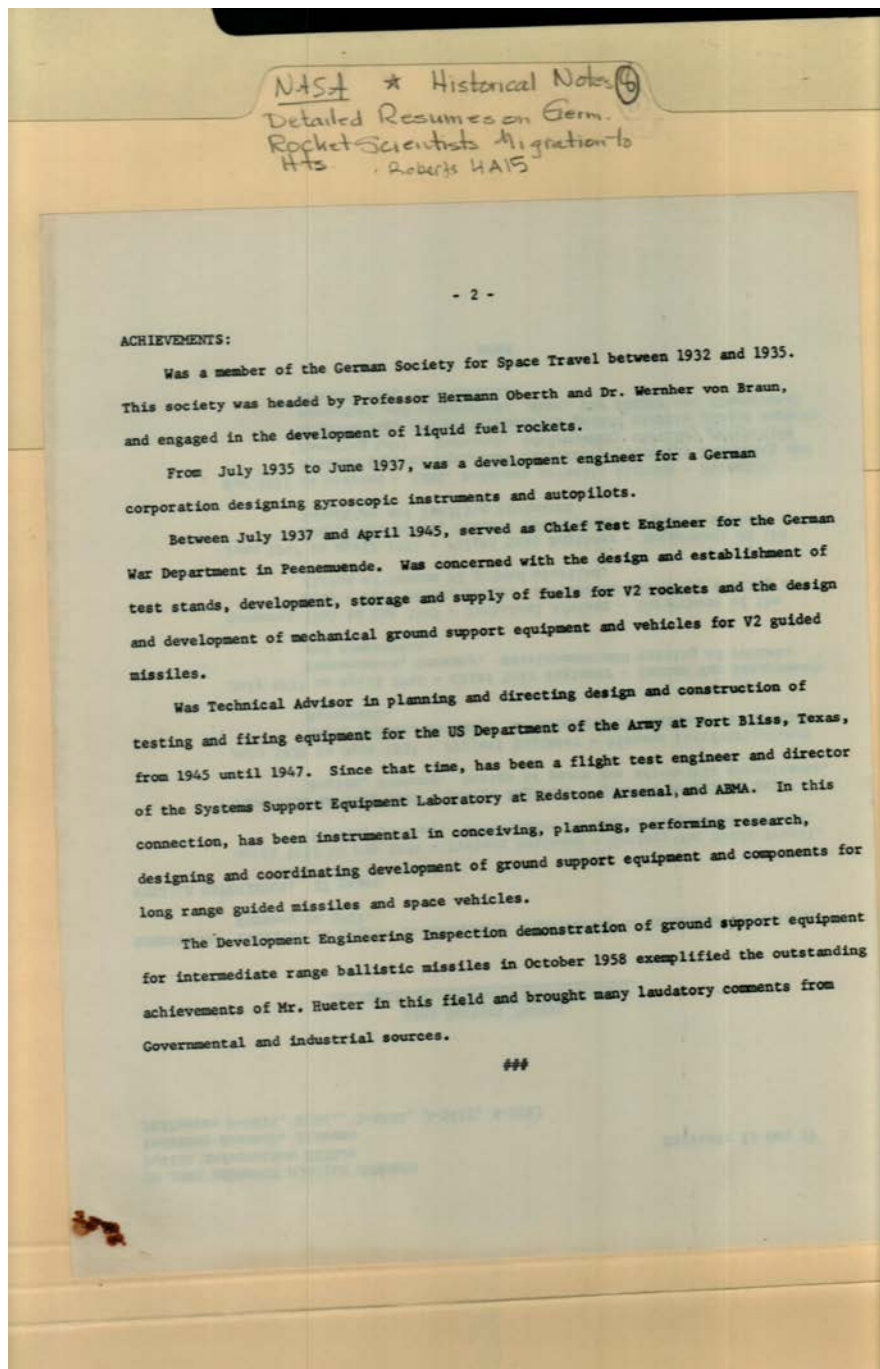 NASA * Historical Notes 8
Detailed Resumes on Germ.
Rocket Scientists Migration to
Hts. Roberts 4A15
- 2 -
ACHIEVEMENTS:
Was a member of the German Society for Space Travel between 1932 and 1935.
This society was headed by Professor Hermann Oberth and Dr. Wernher von Braun,
and engaged in the development of liquid fuel rockets.
From July 1935 to June 1937, was a development engineer for a German
corporation designing gyroscopic instruments and autopilots.
Between July 1937 and April 1945, served as Chief Test Engineer for the German
War Department in Peenemuende. Was concerned with the design and establishment of
test stands, development, storage and supply of fuels for V2 rockets and the design
and development of mechanical ground support equipment and vehicles for V2 guided
missiles.
Was Technical Advisor in planning and directing design and construction of
testing and firing equipment for the US Department of the Army at Fort Bliss, Texas,
from 1945 until 1947. Since that time, has been a flight test engineer and director
of the Systems Support Equipment Laboratory at Redstone Arsenal, and ABMA. In this
connection, has been instrumental in conceiving, planning, performing research,
designing and coordinating development of ground support equipment and components for
long range guided missiles and space vehicles.
The Development Engineering Inspection demonstration of ground support equipment
for intermediate range ballistic missiles in October 1958 exemplified the outstanding
achievements of Mr. Hueter in this field and brought many laudatory comments from
Governmental and industrial sources.
###